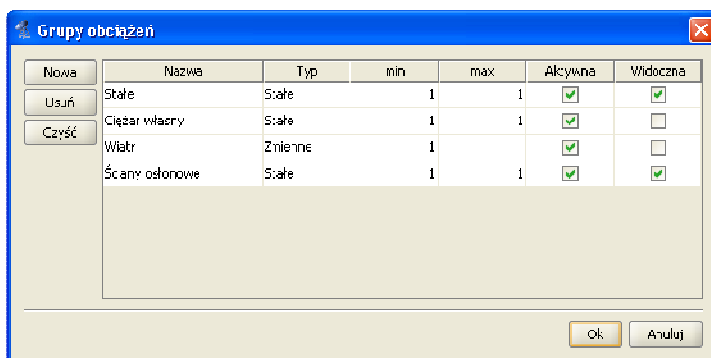 Grupy obciążeń
Nowa
Usuń
Czyść
Nazwa Typ min max Aktywna Widoczna
Stałe Stałe 1 1
Ciężar własny Stałe 1 1
Wiatr Zmienne 1
Ściany osłonowe Stałe 1 1
Ok Anuluj